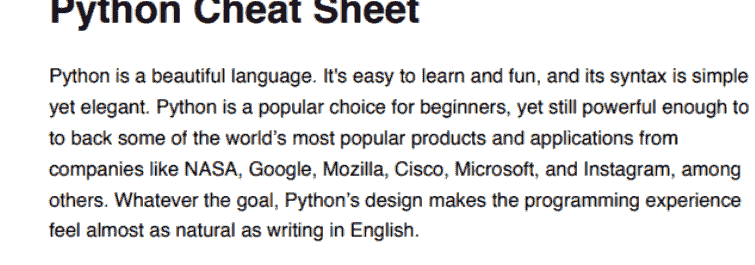 Python Cheat Sheet
Python is a beautiful language. It's easy to learn and fun, and its syntax is simple
yet elegant. Python is a popular choice for beginners, yet still powerful enough to
to back some of the world’s most popular products and applications from
companies like NASA, Google, Mozilla, Cisco, Microsoft, and Instagram, among
others. Whatever the goal, Python’s design makes the programming experience
feel almost as natural as writing in English.